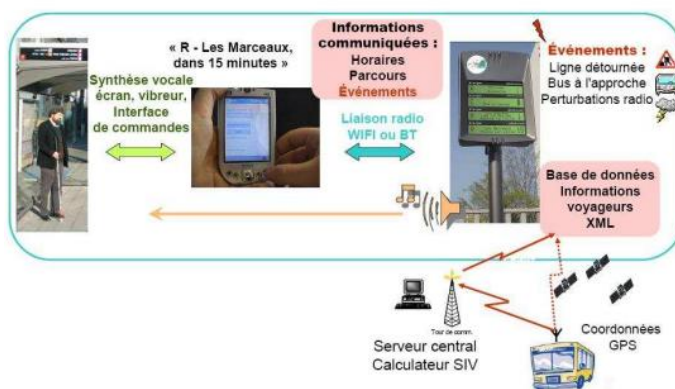 Informations
communiquées :
Horaires
Parcours
Événements
« R - Les Marceaux,
dans 15 minutes »
Événements :
Ligne détournée
Bus à l'approche
Perturbations radio
Synthèse vocale
écran, vibreur,
Interface
de commandes
Liaison radio
WIFI ou BT
Base de données
Informations
voyageurs
XML
Tour de comm.
Serveur central
Calculateur SIV
Coordonnées
GPS